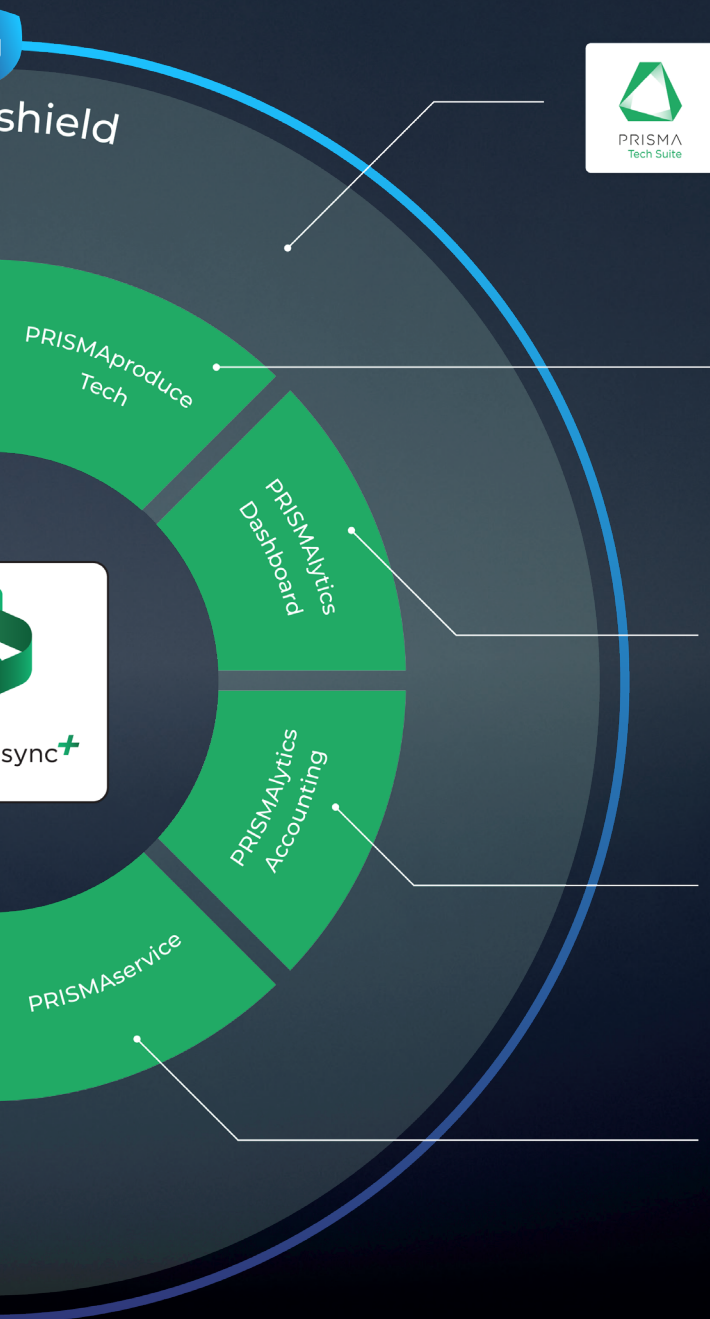 shield
PRISMA
Tech Suite
PRISMAproduce
Tech
PRISMAlytics
Dashboard
sync+
PRISMAlytics
Accounting
PRISMAservice